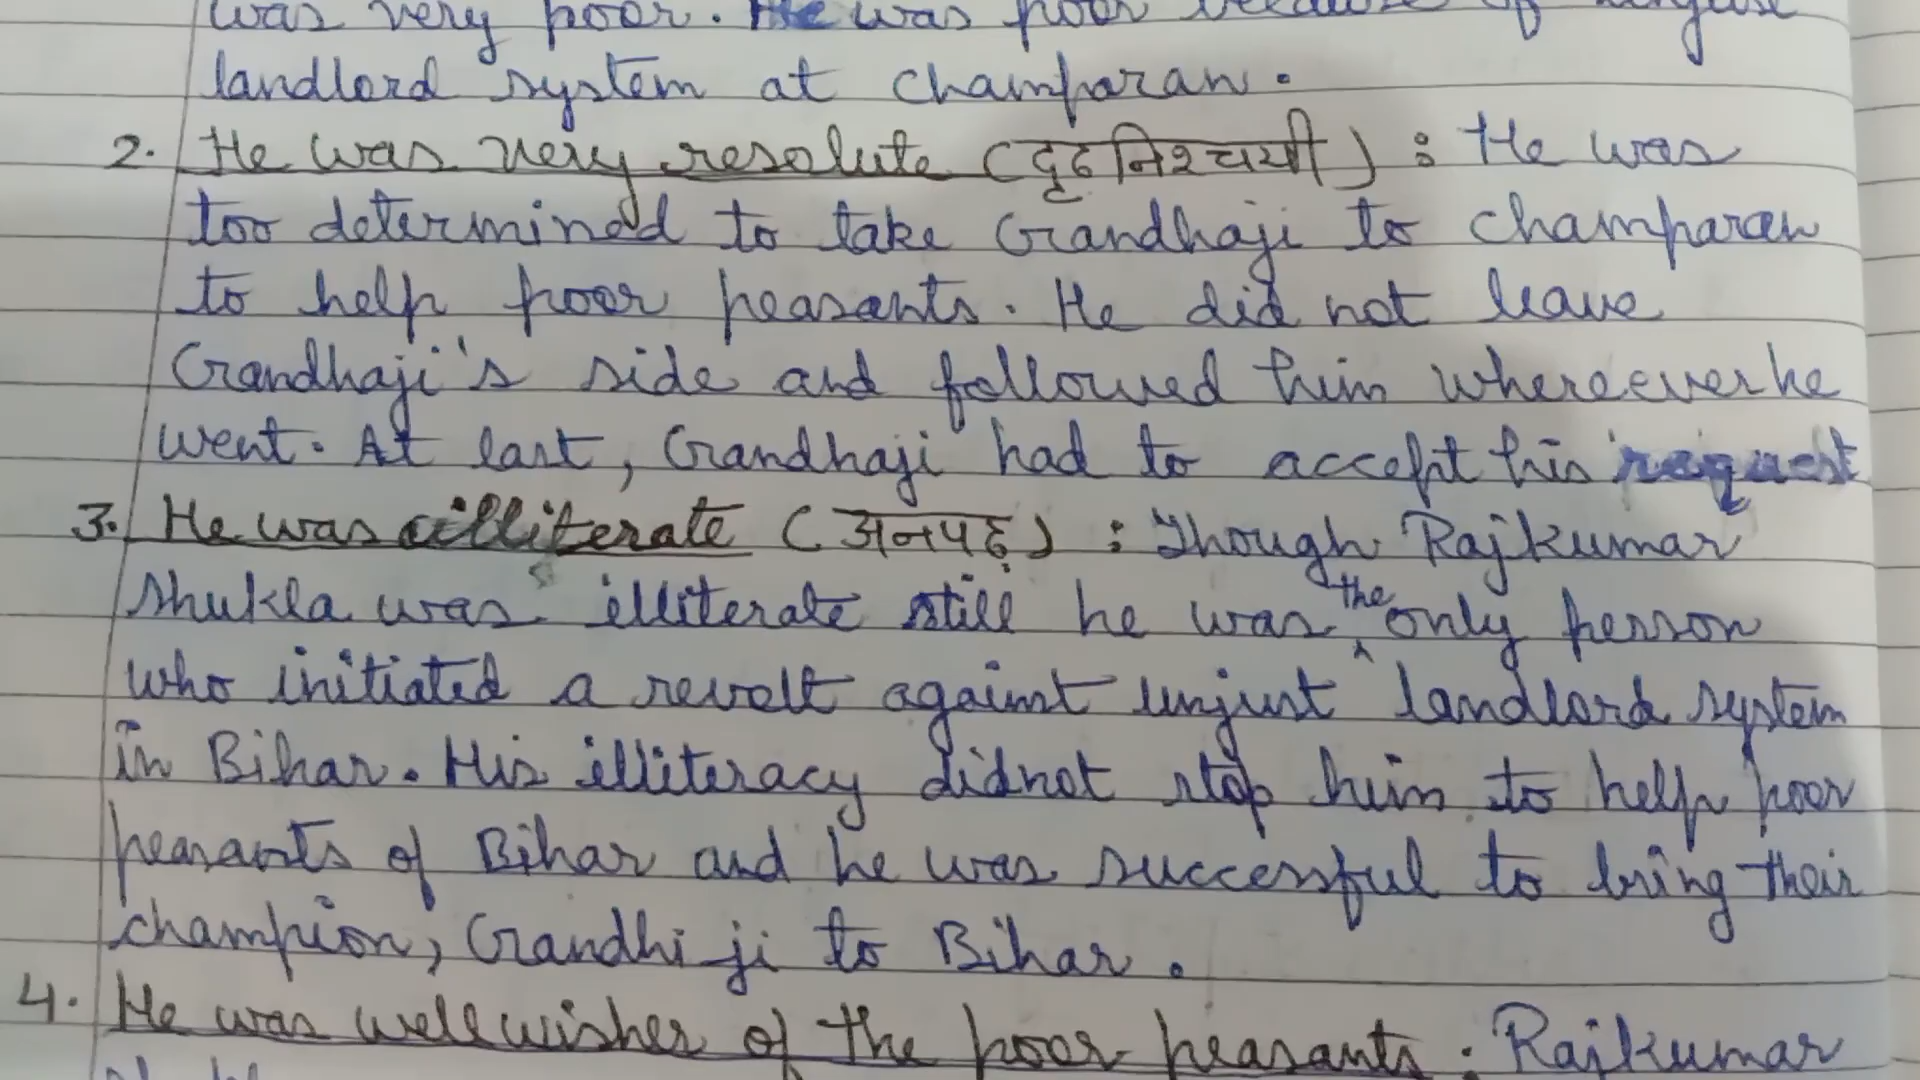 was very poor. He was poor because of unjust
landlord system at Champaran.
2. He was very resolute (दृढ़ निश्चयी) : He was
too determined to take Gandhaji to champaran
to help poor peasants. He did not leave
Gandhaji's side and followed him whereever he
went. At last, Gandhaji had to accept his request
3. He was illiterate (अनपढ़) : Though Rajkumar
Shukla was illiterate still he was the only person
who initiated a revolt against unjust landlord system
in Bihar. His illiteracy didnot stop him to help poor
peasants of Bihar and he was successful to bring their
champion, Gandhi ji to Bihar.
4. He was well wisher of the poor peasants : Rajkumar